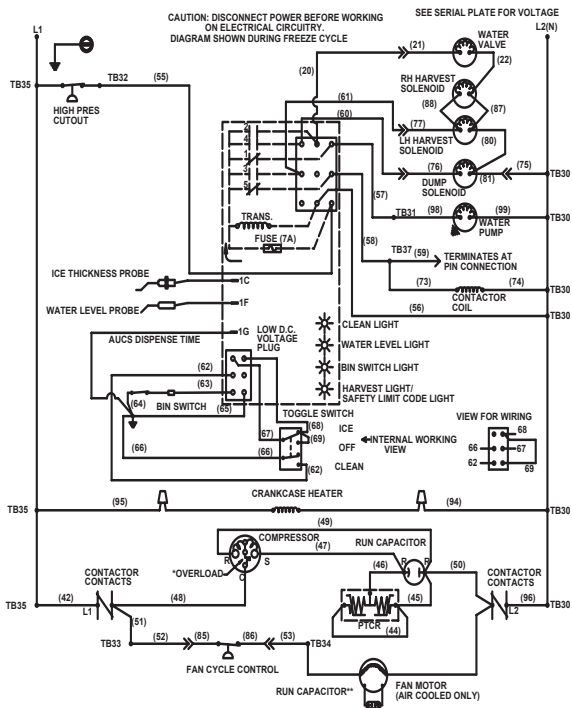 CAUTION: DISCONNECT POWER BEFORE WORKING
ON ELECTRICAL CIRCUITRY.
DIAGRAM SHOWN DURING FREEZE CYCLE
SEE SERIAL PLATE FOR VOLTAGE
L1
L2(N)
(21)
WATER
VALVE
(20)
(22)
TB35
TB32
(55)
HIGH PRES
CUTOUT
RH HARVEST
SOLENOID
(61)
(88)
(87)
(60)
(77)
LH HARVEST
SOLENOID
(80)
(76)
(75)
TB30
DUMP
SOLENOID
(81)
(57)
TB31
(98)
(99)
TB30
WATER
PUMP
TRANS.
FUSE (7A)
(58)
TB37
(59)
TERMINATES AT
PIN CONNECTION
ICE THICKNESS PROBE
1C
(73)
(74)
TB30
CONTACTOR
COIL
WATER LEVEL PROBE
1F
(56)
TB30
AUCS DISPENSE TIME
1G
LOW D.C.
VOLTAGE
PLUG
CLEAN LIGHT
WATER LEVEL LIGHT
BIN SWITCH LIGHT
HARVEST LIGHT/
SAFETY LIMIT CODE LIGHT
(62)
(63)
(64)
BIN SWITCH
(65)
TOGGLE SWITCH
(68)
ICE
(67)
(69)
OFF
INTERNAL WORKING
VIEW
(66)
(66)
CLEAN
(62)
VIEW FOR WIRING
68
66
67
62
69
TB35
(95)
CRANKCASE HEATER
(94)
TB30
(49)
COMPRESSOR
(47)
RUN CAPACITOR
R
S
*OVERLOAD
C
(46)
R
R
(50)
CONTACTOR
CONTACTS
CONTACTOR
CONTACTS
TB35
(42)
L1
(48)
(45)
L2
(96)
TB30
PTCR
(44)
(51)
TB33
(52)
(85)
(86)
(53)
TB34
FAN CYCLE CONTROL
RUN CAPACITOR**
FAN MOTOR
(AIR COOLED ONLY)